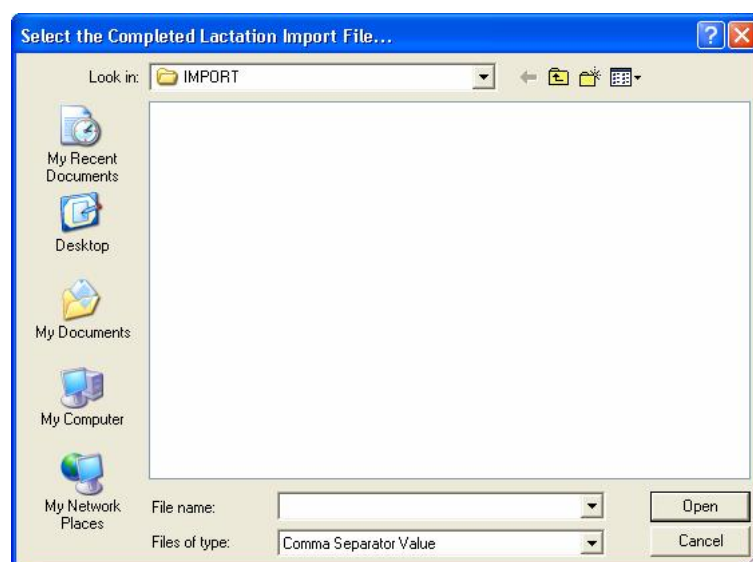 Select the Completed Lactation Import File...
Look in:
IMPORT
My Recent
Documents
Desktop
My Documents
My Computer
My Network
Places
File name:
Open
Files of type:
Comma Separator Value
Cancel